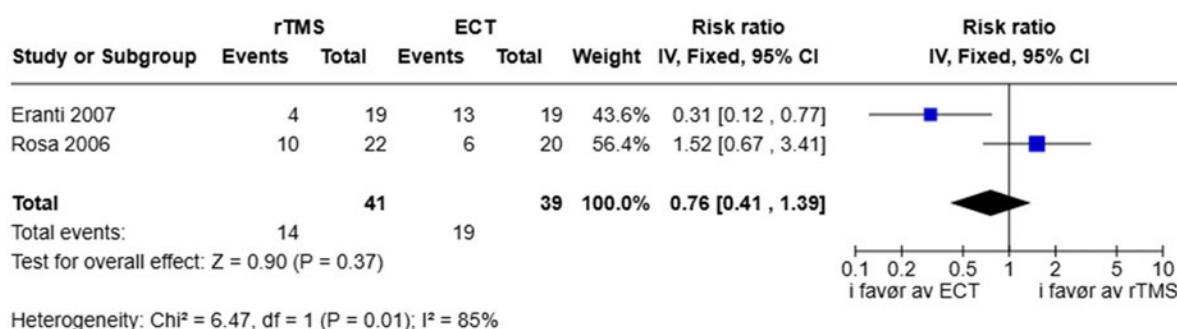 rTMS ECT Risk ratio Risk ratio
Study or Subgroup Events Total Events Total Weight IV, Fixed, 95% CI IV, Fixed, 95% CI
Eranti 2007 4 19 13 19 43.6% 0.31 [0.12 , 0.77]
Rosa 2006 10 22 6 20 56.4% 1.52 [0.67 , 3.41]
Total 41 39 100.0% 0.76 [0.41 , 1.39]
Total events: 14 19
Test for overall effect: Z = 0.90 (P = 0.37)
0.1 0.2 0.5 1 2 5 10
i favør av ECT i favør av rTMS
Heterogeneity: Chi² = 6.47, df = 1 (P = 0.01); I² = 85%